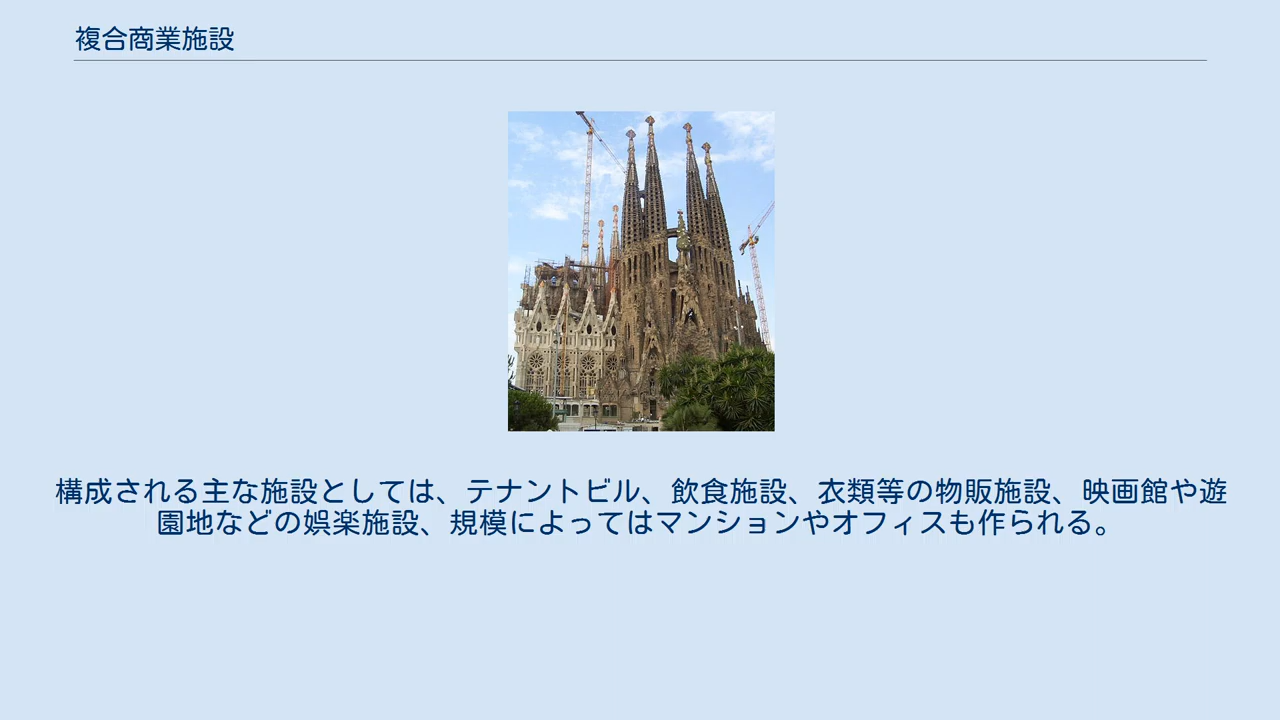 複合商業施設
構成される主な施設としては、テナントビル、飲食施設、衣類等の物販施設、映画館や遊
園地などの娯楽施設、規模によってはマンションやオフィスも作られる。